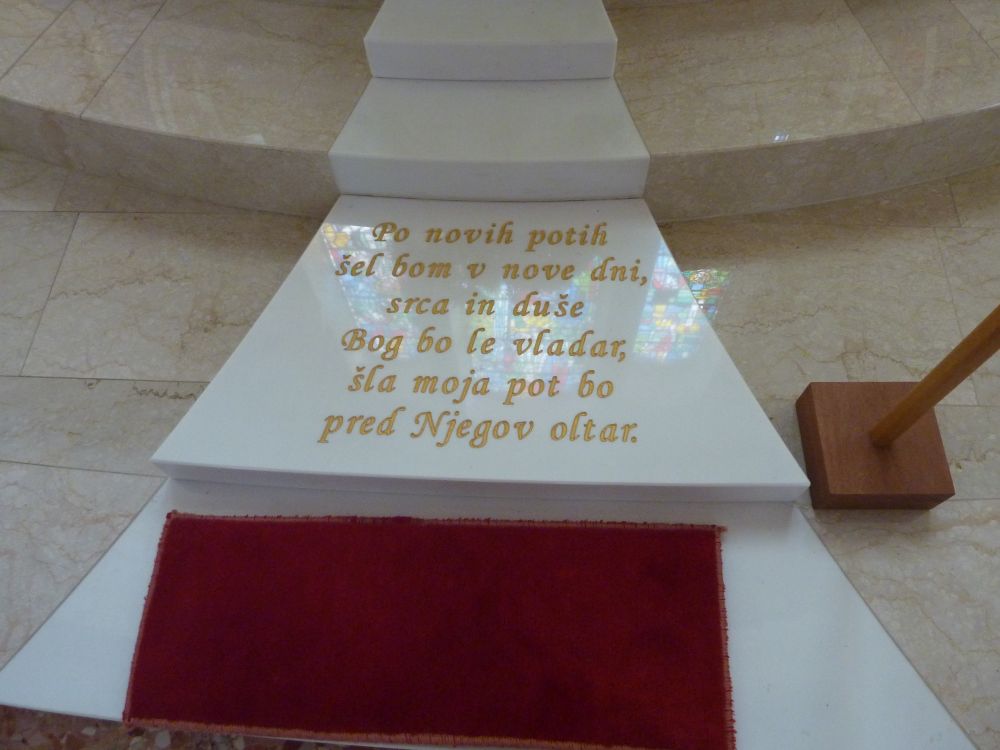 Po novih potih
šel bom v nove dni,
srca in duše
Bog bo le vladar,
šla moja pot bo
pred Njegov oltar.